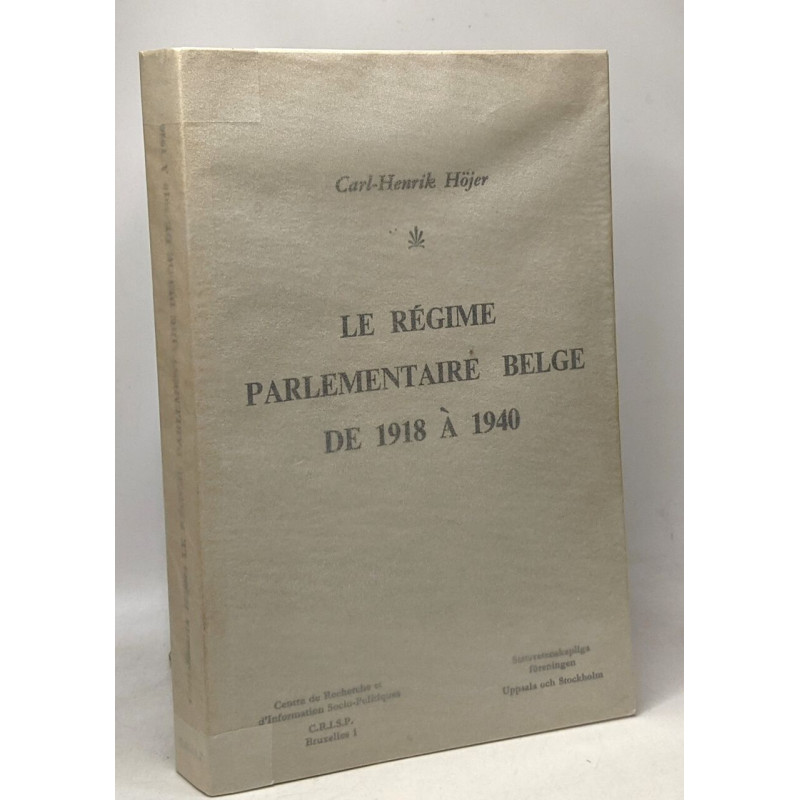 Carl-Henrik Höjer
LE RÉGIME
PARLEMENTAIRE BELGE
DE 1918 À 1940
Centre de Recherche et
d'Information Socio-Politiques
C.R.I.S.P.
Bruxelles 1
Statsvetenskapliga
föreningen
Uppsala och Stockholm